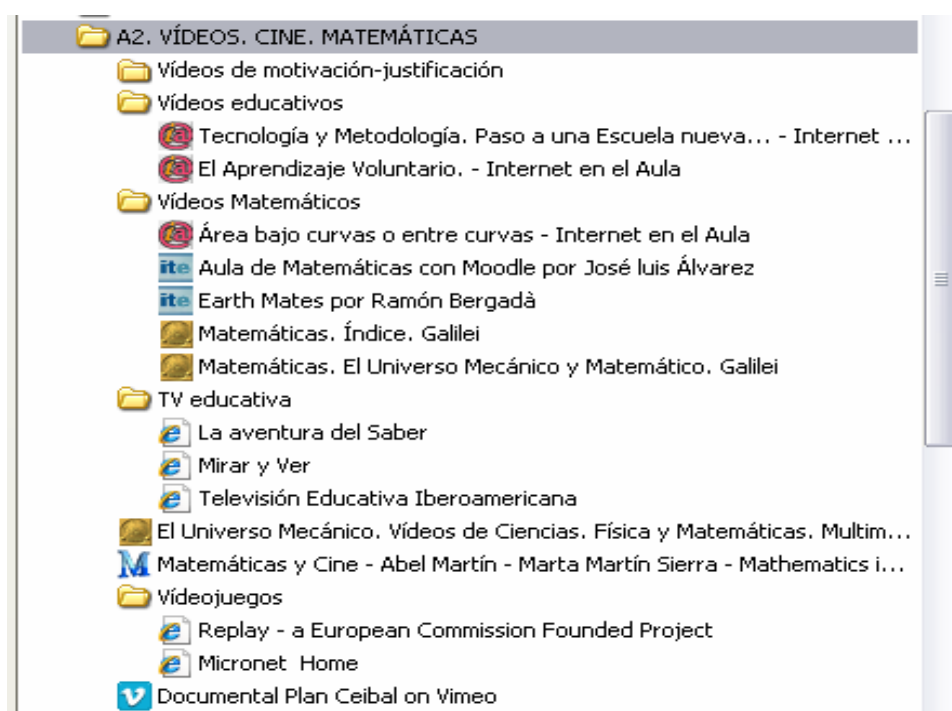 A2. VÍDEOS. CINE. MATEMÁTICAS
Vídeos de motivación-justificación
Vídeos educativos
Tecnología y Metodología. Paso a una Escuela nueva... - Internet ...
El Aprendizaje Voluntario. - Internet en el Aula
Vídeos Matemáticos
Área bajo curvas o entre curvas - Internet en el Aula
ite Aula de Matemáticas con Moodle por José luis Álvarez
ite Earth Mates por Ramón Bergadà
Matemáticas. Índice. Galilei
Matemáticas. El Universo Mecánico y Matemático. Galilei
TV educativa
La aventura del Saber
Mirar y Ver
Televisión Educativa Iberoamericana
El Universo Mecánico. Vídeos de Ciencias. Física y Matemáticas. Multim...
Matemáticas y Cine - Abel Martín - Marta Martín Sierra - Mathematics i...
Vídeojuegos
Replay - a European Commission Founded Project
Micronet Home
Documental Plan Ceibal on Vimeo